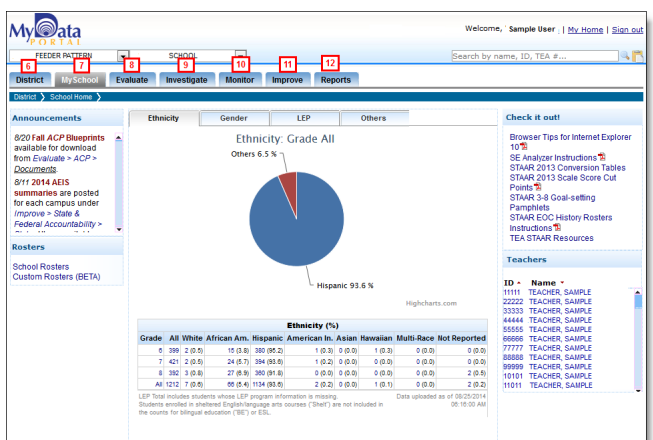 MyData
PORTAL
Welcome, Sample User | My Home | Sign out
FEEDER PATTERN SCHOOL Search by name, ID, TEA #...
6 7 8 9 10 11 12
District MySchool Evaluate Investigate Monitor Improve Reports
District > School Home >
Announcements
8/20 Fall ACP Blueprints
available for download
from Evaluate > ACP >
Documents.
8/11 2014 AEIS
summaries are posted
for each campus under
Improve > State &
Federal Accountability >
Rosters
School Rosters
Custom Rosters (BETA)
Ethnicity Gender LEP Others
Ethnicity: Grade All
Others 6.5 %
Hispanic 93.6 %
Highcharts.com
Ethnicity (%)
Grade All White African Am. Hispanic American In. Asian Hawaiian Multi-Race Not Reported
6 399 2 (0.5) 15 (3.8) 380 (95.2) 1 (0.3) 0 (0.0) 1 (0.3) 0 (0.0) 0 (0.0)
7 421 2 (0.5) 24 (5.7) 394 (93.6) 1 (0.2) 0 (0.0) 0 (0.0) 0 (0.0) 0 (0.0)
8 392 3 (0.8) 27 (6.9) 360 (91.8) 0 (0.0) 0 (0.0) 0 (0.0) 0 (0.0) 2 (0.5)
All 1212 7 (0.6) 66 (5.4) 1134 (93.6) 2 (0.2) 0 (0.0) 1 (0.1) 0 (0.0) 2 (0.2)
LEP Total includes students whose LEP program information is missing.
Students enrolled in sheltered English/language arts courses ("Shelt") are not included in
the counts for bilingual education ("BE") or ESL.
Data uploaded as of 09/25/2014
06:16:00 AM
Check it out!
Browser Tips for Internet Explorer
10
SE Analyzer Instructions
STAAR 2013 Conversion Tables
STAAR 2013 Scale Score Cut
Points
STAAR 3-8 Goal-setting
Pamphlets
STAAR EOC History Rosters
Instructions
TEA STAAR Resources
Teachers
ID Name
11111 TEACHER, SAMPLE
22222 TEACHER, SAMPLE
33333 TEACHER, SAMPLE
44444 TEACHER, SAMPLE
55555 TEACHER, SAMPLE
66666 TEACHER, SAMPLE
77777 TEACHER, SAMPLE
88888 TEACHER, SAMPLE
99999 TEACHER, SAMPLE
10101 TEACHER, SAMPLE
11011 TEACHER, SAMPLE